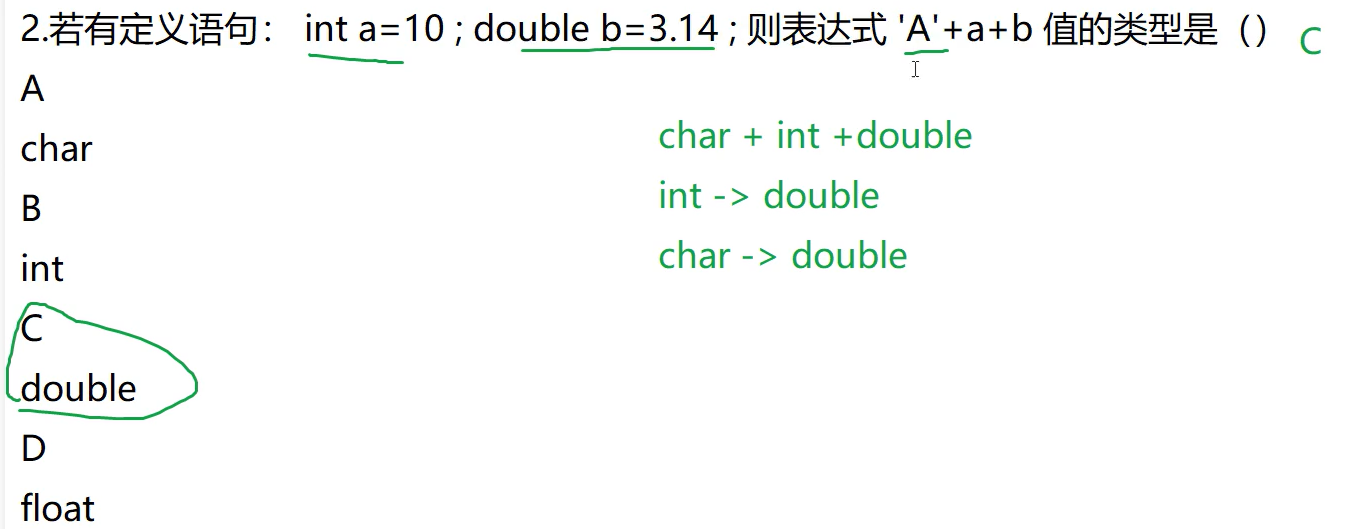 2.若有定义语句： int a=10 ; double b=3.14 ; 则表达式 'A'+a+b 值的类型是（） C
A
char
char + int +double
B
int -> double
int
char -> double
C
double
D
float